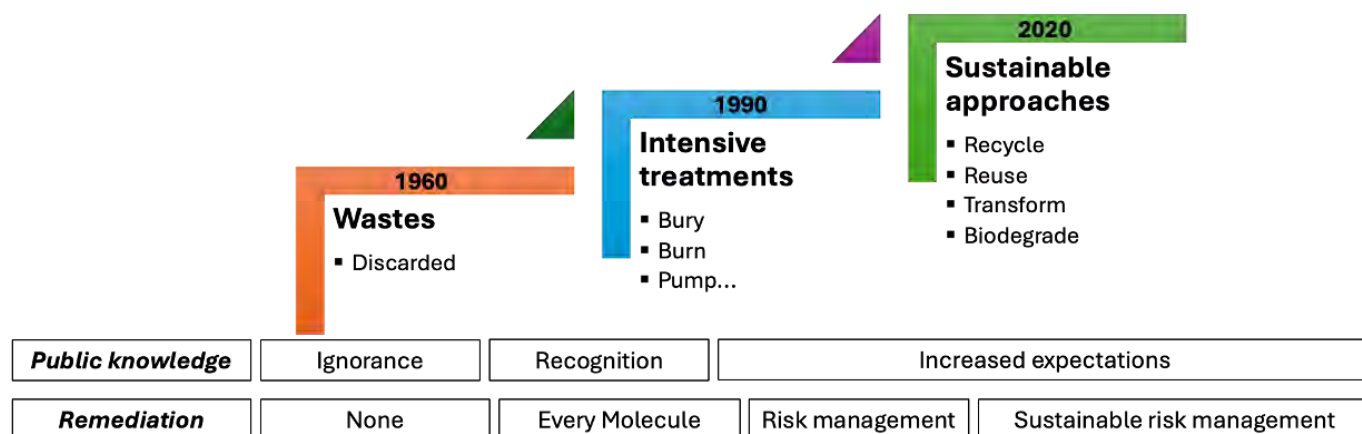 2020
Sustainable
approaches
▪ Recycle
▪ Reuse
▪ Transform
▪ Biodegrade
1990
Intensive
treatments
▪ Bury
▪ Burn
▪ Pump...
1960
Wastes
▪ Discarded
Public knowledge Ignorance Recognition Increased expectations
Remediation None Every Molecule Risk management Sustainable risk management